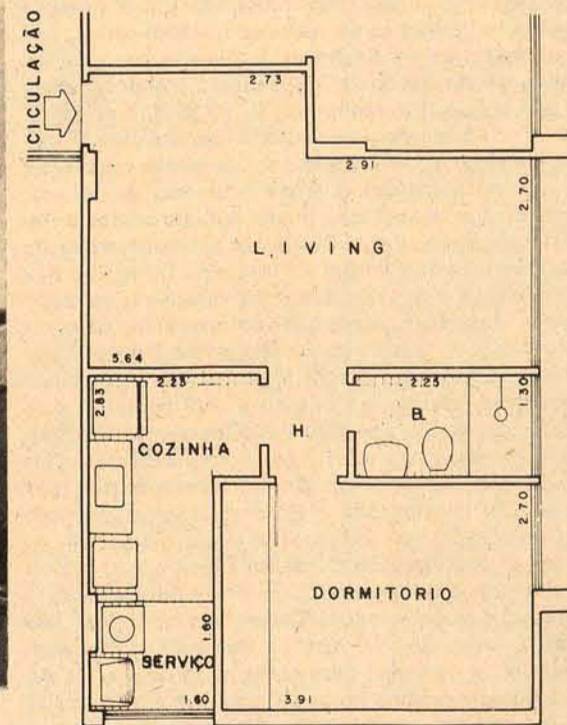 CICULAÇÃO
2.73
2.91
2.70
LIVING
5.64
2.23
2.25
1.30
2.83
H.
B.
COZINHA
2.70
DORMITORIO
1.60
SERVIÇO
1.60
3.91